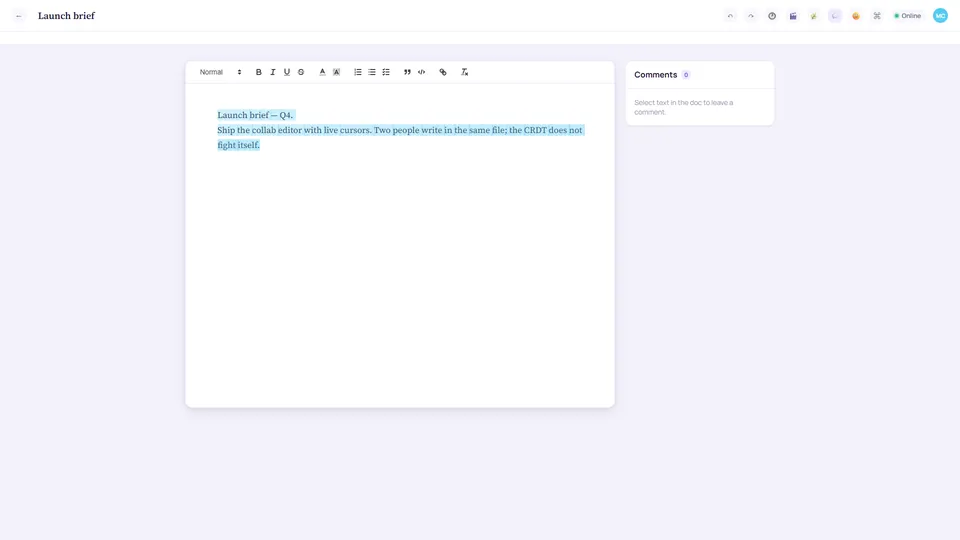 Launch brief
Online
MC
Normal
Comments 0
Select text in the doc to leave a
comment.
Launch brief — Q4.
Ship the collab editor with live cursors. Two people write in the same file; the CRDT does not
fight itself.